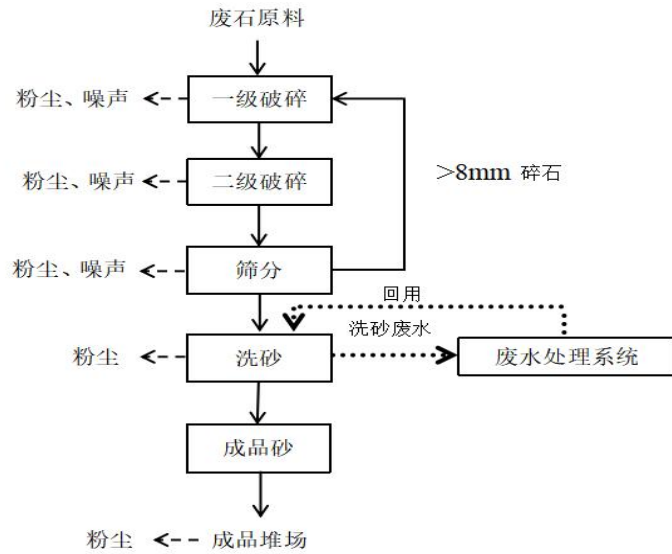 废石原料
粉尘、噪声
一级破碎
粉尘、噪声
二级破碎
>8mm 碎石
粉尘、噪声
筛分
回用
洗砂废水
粉尘
洗砂
废水处理系统
成品砂
粉尘
成品堆场